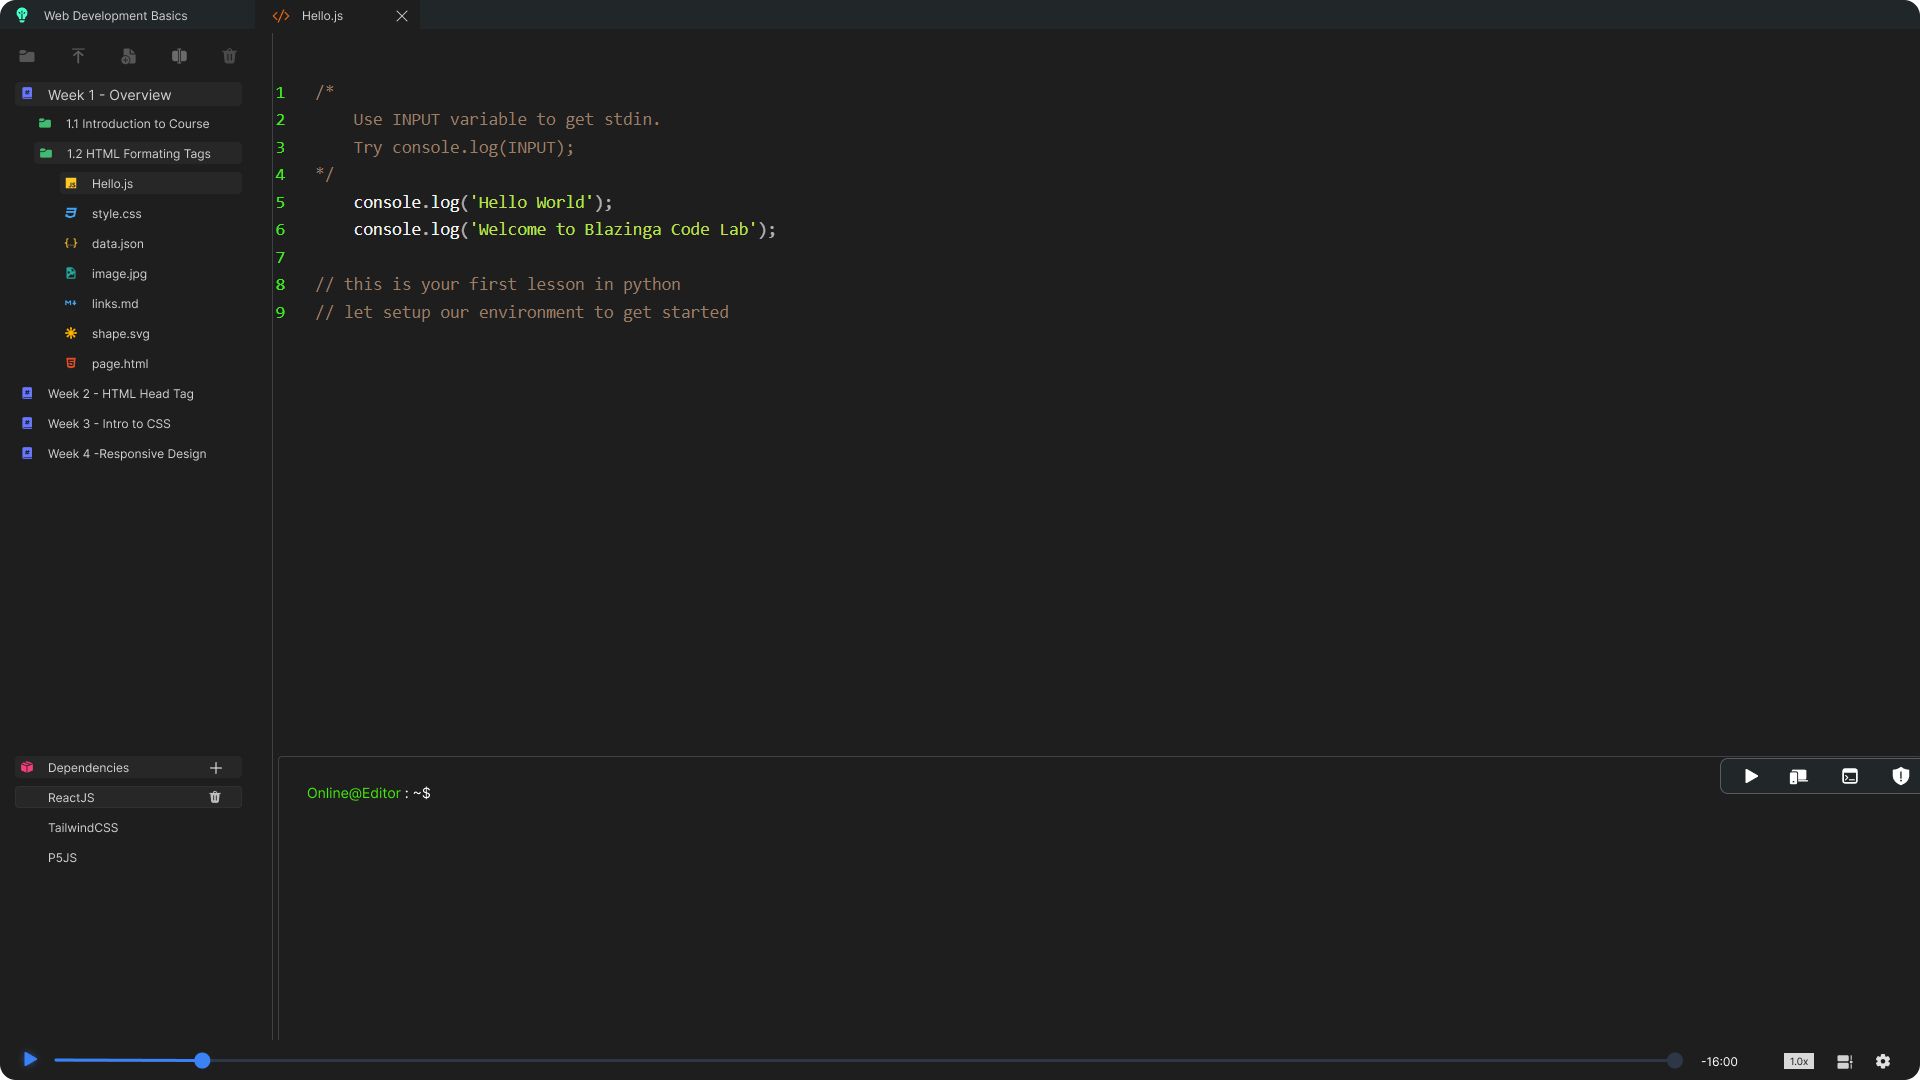 Web Development Basics
Hello.js
Week 1 - Overview
1.1 Introduction to Course
1.2 HTML Formating Tags
Hello.js
style.css
data.json
image.jpg
links.md
shape.svg
page.html
Week 2 - HTML Head Tag
Week 3 - Intro to CSS
Week 4 -Responsive Design
1 /*
2 Use INPUT variable to get stdin.
3 Try console.log(INPUT);
4 */
5 console.log('Hello World');
6 console.log('Welcome to Blazinga Code Lab');
7
8 // this is your first lesson in python
9 // let setup our environment to get started
Dependencies
ReactJS
TailwindCSS
P5JS
Online@Editor : ~$
-16:00
1.0x